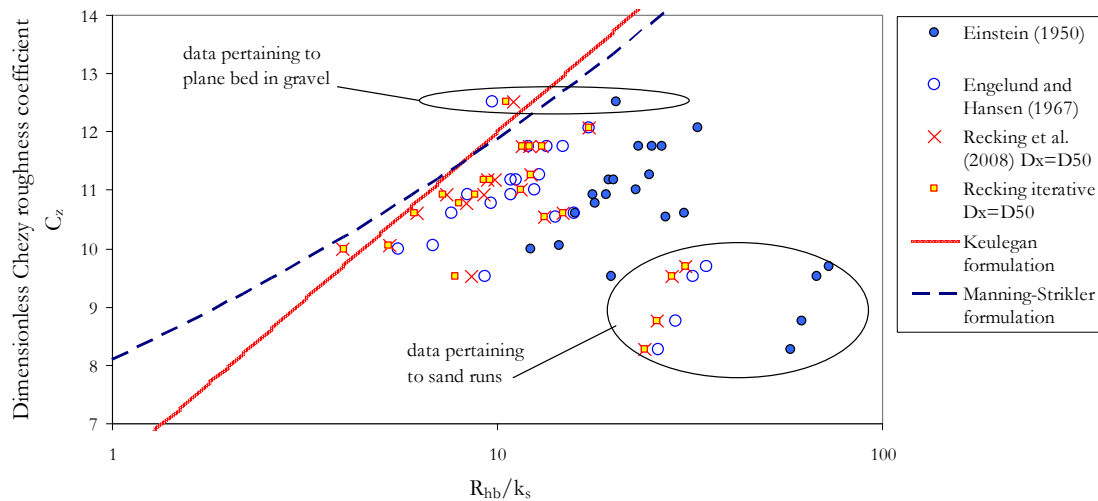 14
13
12
11
10
9
8
7
1
10
100
Dimensionless Chezy roughness coefficient
C_z
R_hb/k_s
data pertaining to
plane bed in gravel
data pertaining
to sand runs
Einstein (1950)
Engelund and
Hansen (1967)
Recking et al.
(2008) Dx=D50
Recking iterative
Dx=D50
Keulegan
formulation
Manning-Strikler
formulation